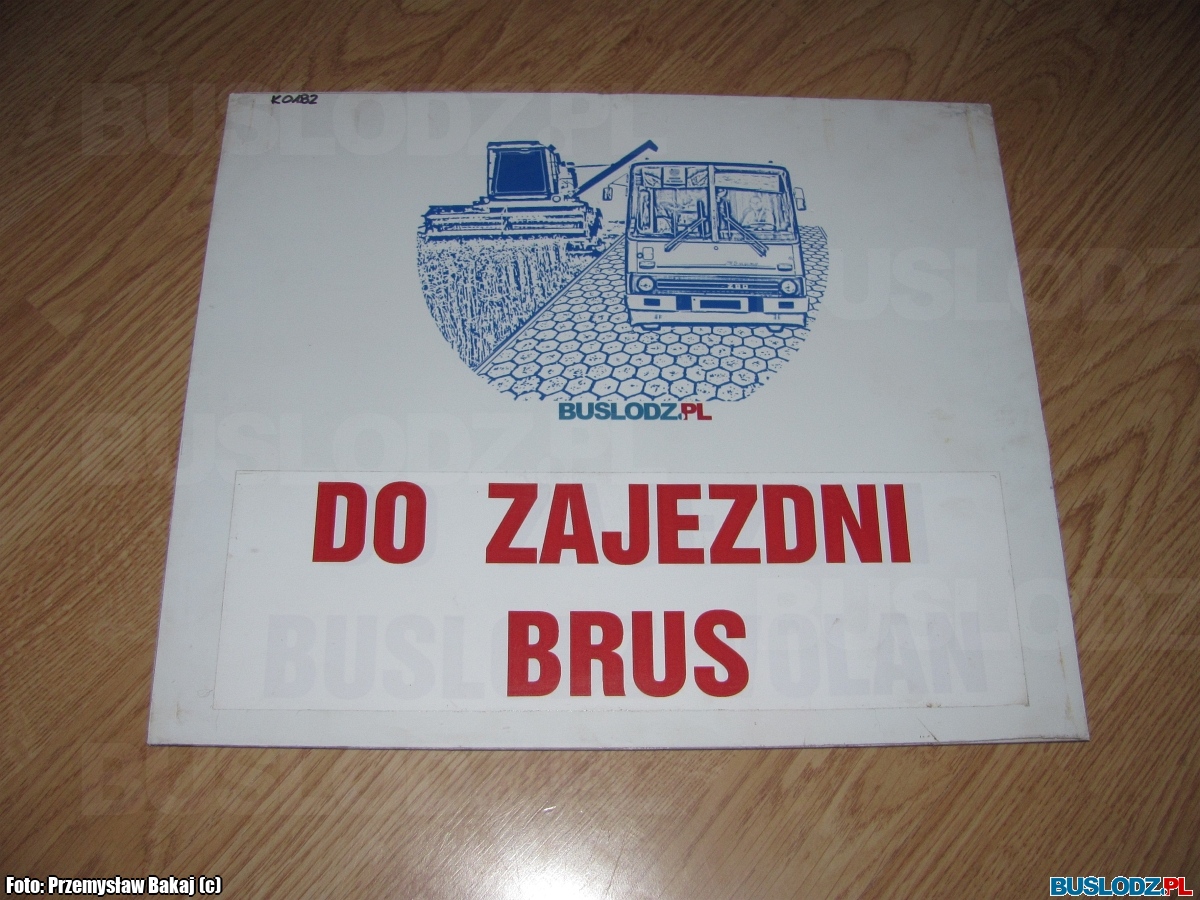 K0182
BUSLODZ.PL
DO ZAJEZDNI
BRUS
Foto: Przemysław Bakaj (c)
BUSLODZ.PL